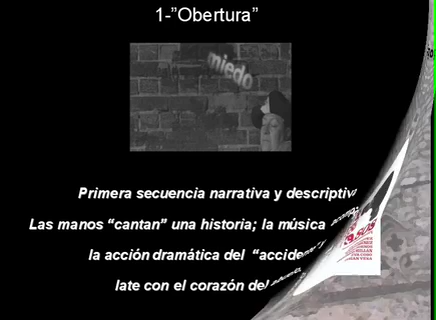 1-”Obertura”
miedo
Primera secuencia narrativa y descriptiva
Las manos “cantan” una historia; la música
la acción dramática del “accidente” y
late con el corazón del